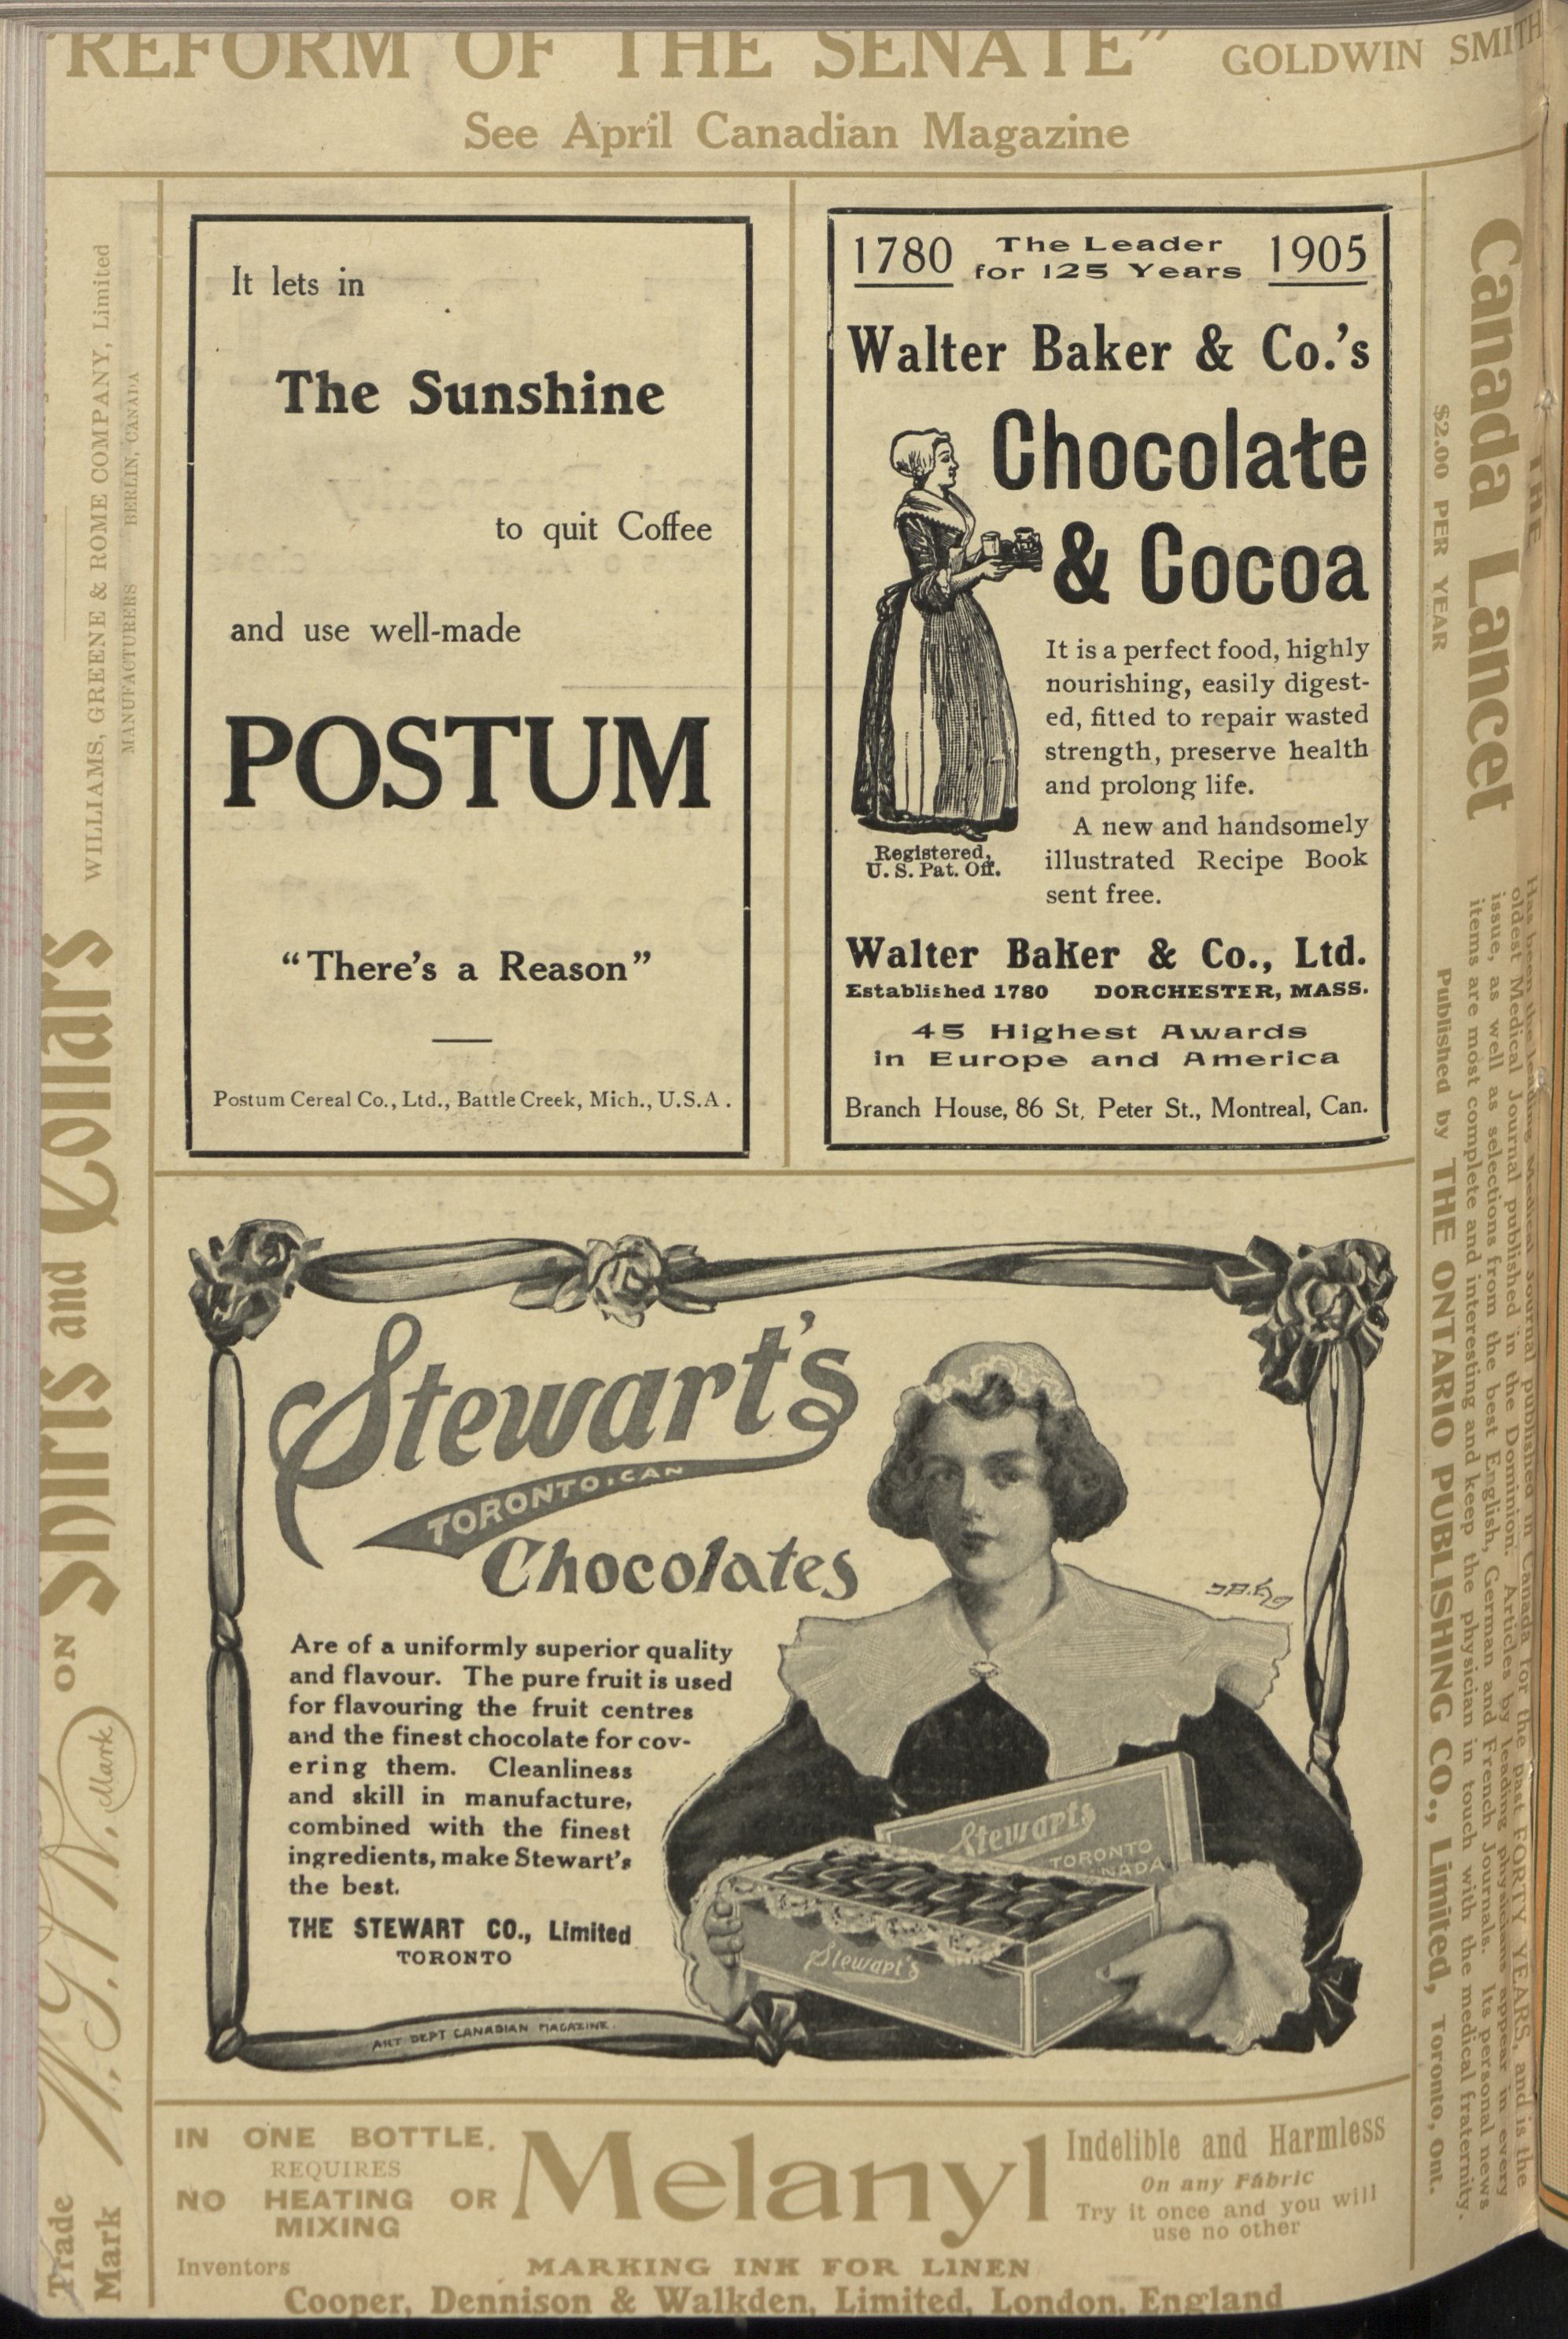 "REFORM OF THE SENATE" GOLDWIN SMITH
See April Canadian Magazine
It lets in
The Sunshine
to quit Coffee
and use well-made
POSTUM
"There's a Reason"
Postum Cereal Co., Ltd., Battle Creek, Mich., U.S.A.
1780 The Leader for 125 Years 1905
Walter Baker & Co.'s
Chocolate
& Cocoa
It is a perfect food, highly
nourishing, easily digest-
ed, fitted to repair wasted
strength, preserve health
and prolong life.
A new and handsomely
illustrated Recipe Book
sent free.
Registered,
U. S. Pat. Off.
Walter Baker & Co., Ltd.
Established 1780 DORCHESTER, MASS.
45 Highest Awards
in Europe and America
Branch House, 86 St. Peter St., Montreal, Can.
Stewart's
TORONTO. CAN
Chocolates
Are of a uniformly superior quality
and flavour. The pure fruit is used
for flavouring the fruit centres
and the finest chocolate for cov-
ering them. Cleanliness
and skill in manufacture,
combined with the finest
ingredients, make Stewart's
the best.
THE STEWART CO., Limited
TORONTO
Stewart's
TORONTO
NADA
Stewart's
ART DEPT CANADIAN MAGAZINE.
IN ONE BOTTLE.
REQUIRES
NO HEATING OR
MIXING
Melanyl
Indelible and Harmless
On any Fabric
Try it once and you will
use no other
Inventors
MARKING INK FOR LINEN
Cooper, Dennison & Walkden, Limited, London, England
Trade
Mark
W. G. & R.
Mark
ON Shirts and Collars
WILLIAMS, GREENE & ROME COMPANY, Limited
MANUFACTURERS BERLIN, CANADA
THE
Canada Lancet
$2.00 PER YEAR
Has been the leading Medical Journal published in Canada for the past FORTY YEARS, and is the
oldest Medical Journal published in the Dominion. Articles by leading physicians appear in every
issue, as well as selections from the best English, German and French Journals. Its personal news
items are most complete and interesting and keep the physician in touch with the medical fraternity.
Published by THE ONTARIO PUBLISHING CO., Limited, Toronto, Ont.